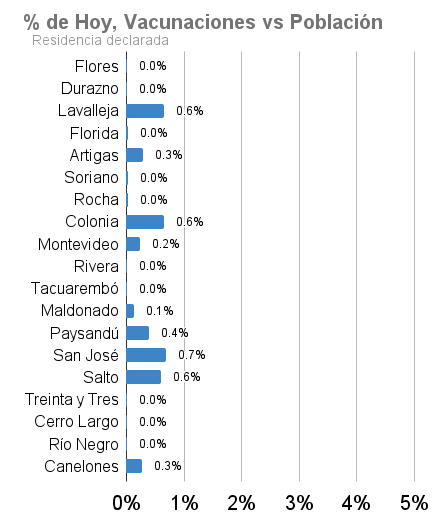 % de Hoy, Vacunaciones vs Población
Residencia declarada
Flores 0.0%
Durazno 0.0%
Lavalleja 0.6%
Florida 0.0%
Artigas 0.3%
Soriano 0.0%
Rocha 0.0%
Colonia 0.6%
Montevideo 0.2%
Rivera 0.0%
Tacuarembó 0.0%
Maldonado 0.1%
Paysandú 0.4%
San José 0.7%
Salto 0.6%
Treinta y Tres 0.0%
Cerro Largo 0.0%
Río Negro 0.0%
Canelones 0.3%
0% 1% 2% 3% 4% 5%